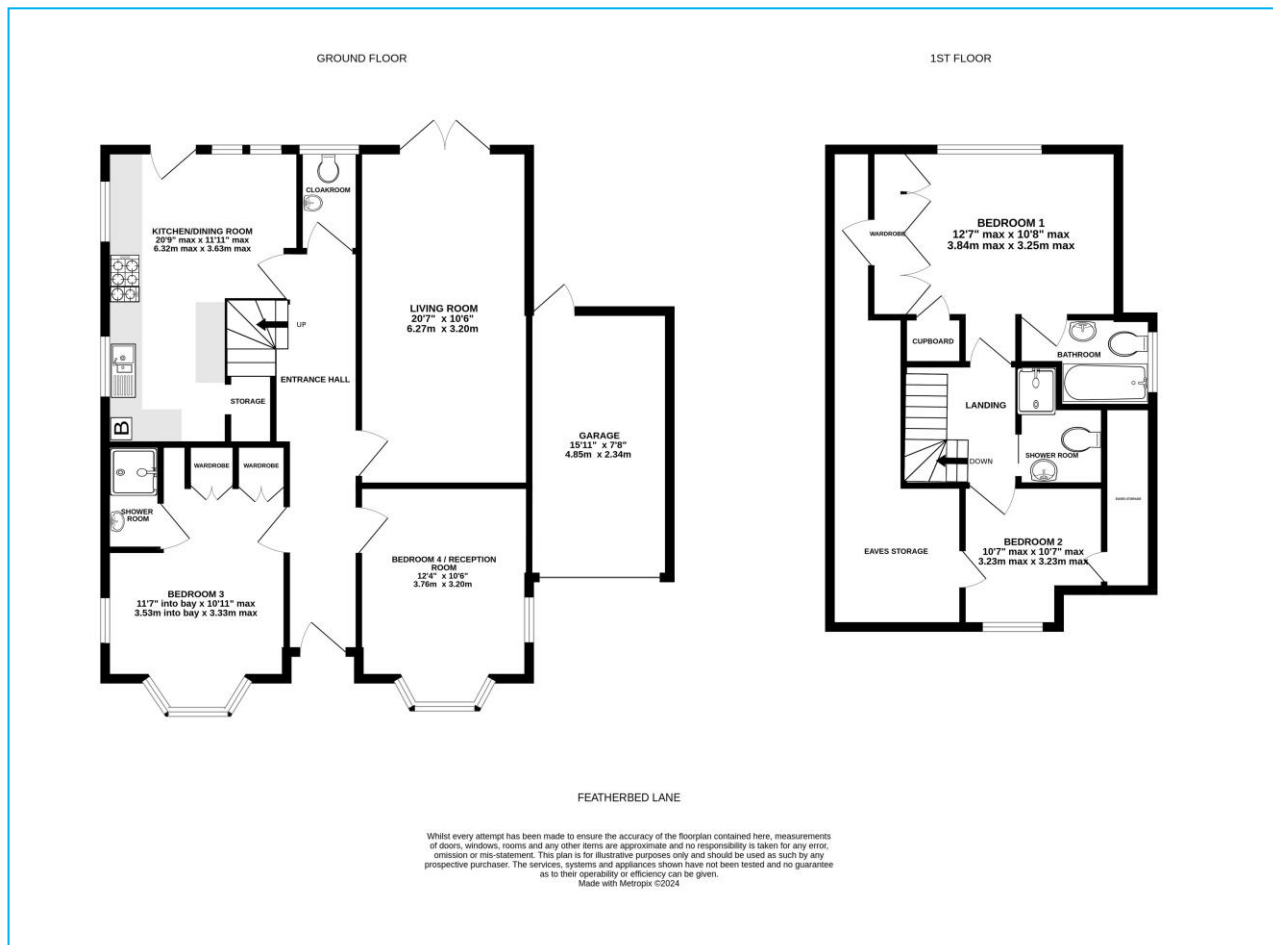 GROUND FLOOR
1ST FLOOR
KITCHEN/DINING ROOM
20'9" max x 11'11" max
6.32m max x 3.63m max
CLOAKROOM
LIVING ROOM
20'7" x 10'6"
6.27m x 3.20m
UP
ENTRANCE HALL
STORAGE
B
GARAGE
15'11" x 7'8"
4.85m x 2.34m
WARDROBE
WARDROBE
SHOWER
ROOM
BEDROOM 3
11'7" into bay x 10'11" max
3.53m into bay x 3.33m max
BEDROOM 4 / RECEPTION
ROOM
12'4" x 10'6"
3.76m x 3.20m
BEDROOM 1
12'7" max x 10'8" max
3.84m max x 3.25m max
WARDROBE
CUPBOARD
BATHROOM
LANDING
DOWN
SHOWER ROOM
EAVES STORAGE
BEDROOM 2
10'7" max x 10'7" max
3.23m max x 3.23m max
EAVES STORAGE
FEATHERBED LANE
Whilst every attempt has been made to ensure the accuracy of the floorplan contained here, measurements
of doors, windows, rooms and any other items are approximate and no responsibility is taken for any error,
omission or mis-statement. This plan is for illustrative purposes only and should be used as such by any
prospective purchaser. The services, systems and appliances shown have not been tested and no guarantee
as to their operability or efficiency can be given.
Made with Metropix ©2024